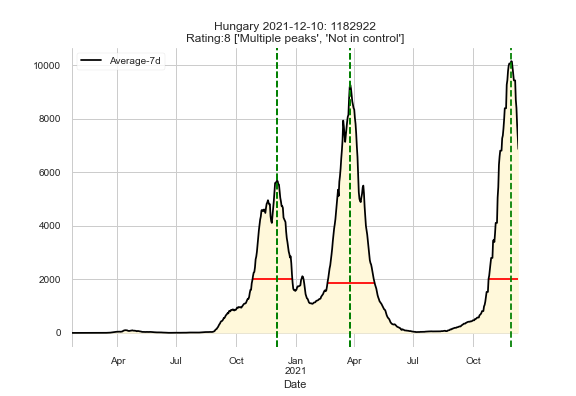 Hungary 2021-12-10: 1182922
Rating:8 ['Multiple peaks', 'Not in control']
Average-7d
10000
8000
6000
4000
2000
0
Apr Jul Oct Jan Apr Jul Oct
2021
Date